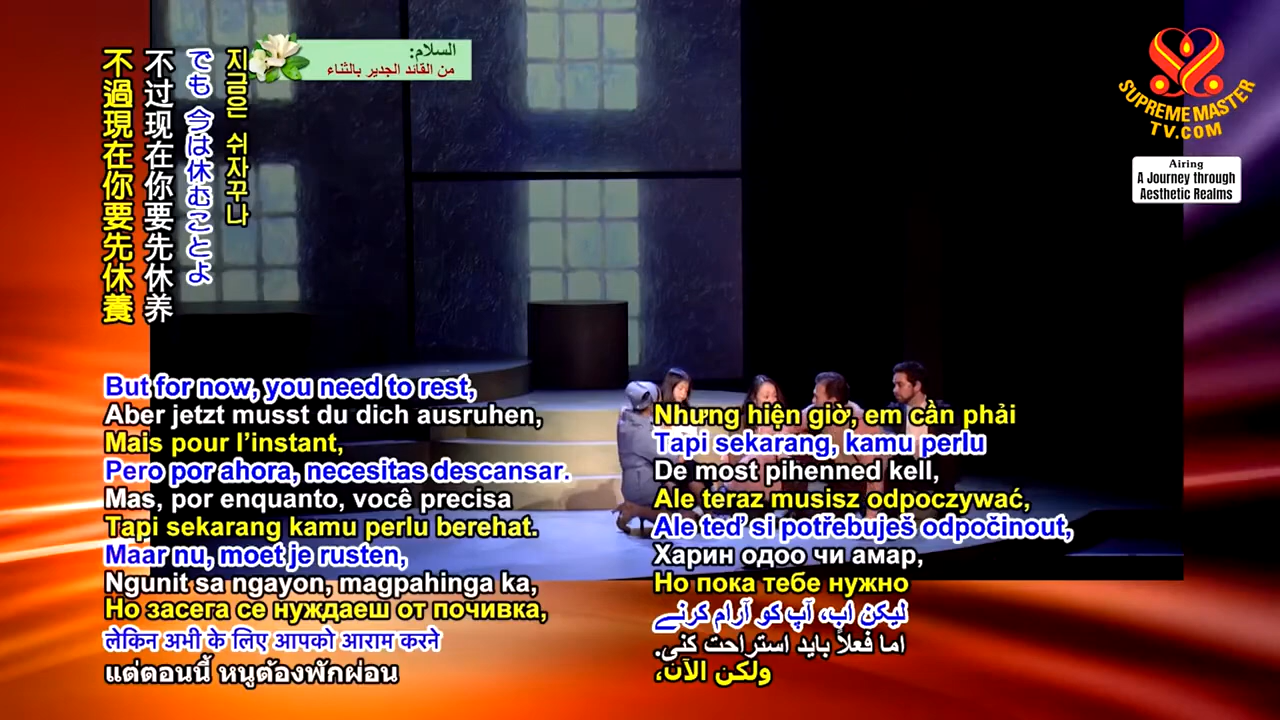 السلام:
من القائد الجدير بالثناء
SUPREME MASTER
TV.COM
Airing
A Journey through
Aesthetic Realms
지금은 쉬자꾸나
でも 今は休むことよ
不过现在你要先休养
不過現在你要先休養
But for now, you need to rest,
Aber jetzt musst du dich ausruhen,
Mais pour l’instant,
Pero por ahora, necesitas descansar.
Mas, por enquanto, você precisa
Tapi sekarang kamu perlu berehat.
Maar nu, moet je rusten,
Ngunit sa ngayon, magpahinga ka,
Но засега се нуждаеш от почивка,
लेकिन अभी के लिए आपको आराम करने
แต่ตอนนี้ หนูต้องพักผ่อน
Nhưng hiện giờ, em cần phải
Tapi sekarang, kamu perlu
De most pihenned kell,
Ale teraz musisz odpoczywać,
Ale teď si potřebuješ odpočinout,
Харин одоо чи амар,
Но пока тебе нужно
لیکن اب، آپ کو آرام کرنے
اما فعلاً باید استراحت کنی.
ولكن الآن،